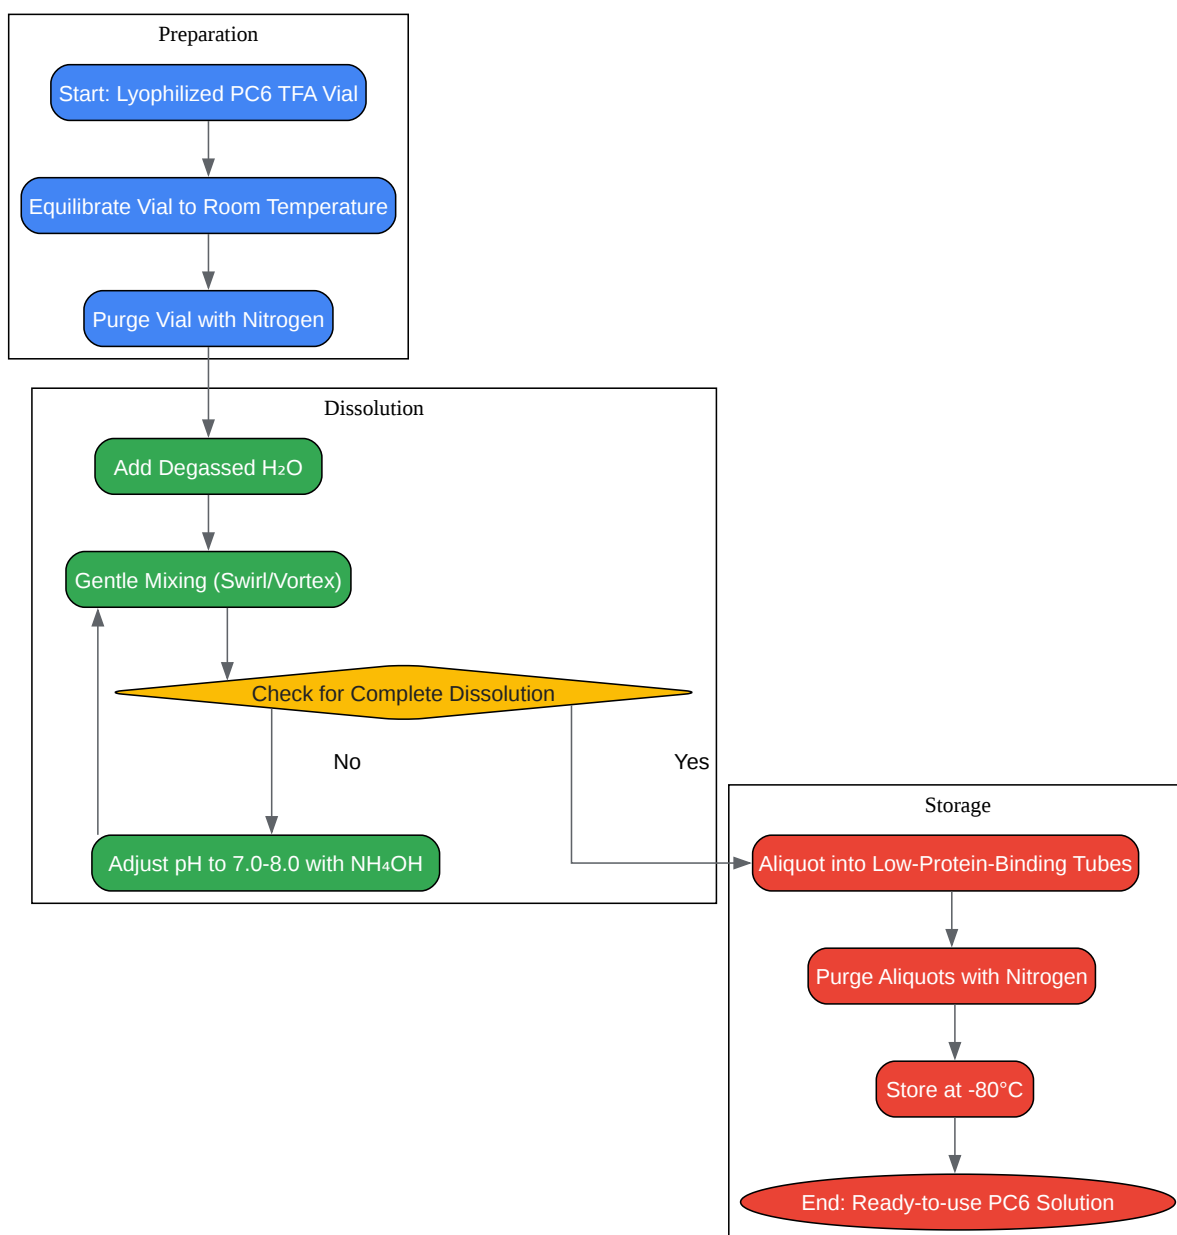 Preparation
Start: Lyophilized PC6 TFA Vial
Equilibrate Vial to Room Temperature
Purge Vial with Nitrogen
Dissolution
Add Degassed H₂O
Gentle Mixing (Swirl/Vortex)
Check for Complete Dissolution
No
Yes
Adjust pH to 7.0-8.0 with NH₄OH
Storage
Aliquot into Low-Protein-Binding Tubes
Purge Aliquots with Nitrogen
Store at -80°C
End: Ready-to-use PC6 Solution